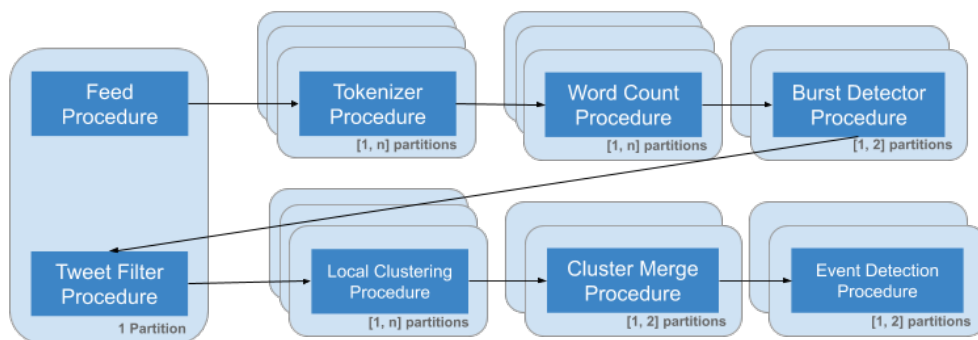 Feed
Procedure
Tokenizer
Procedure
[1, n] partitions
Word Count
Procedure
[1, n] partitions
Burst Detector
Procedure
[1, 2] partitions
Tweet Filter
Procedure
1 Partition
Local Clustering
Procedure
[1, n] partitions
Cluster Merge
Procedure
[1, 2] partitions
Event Detection
Procedure
[1, 2] partitions